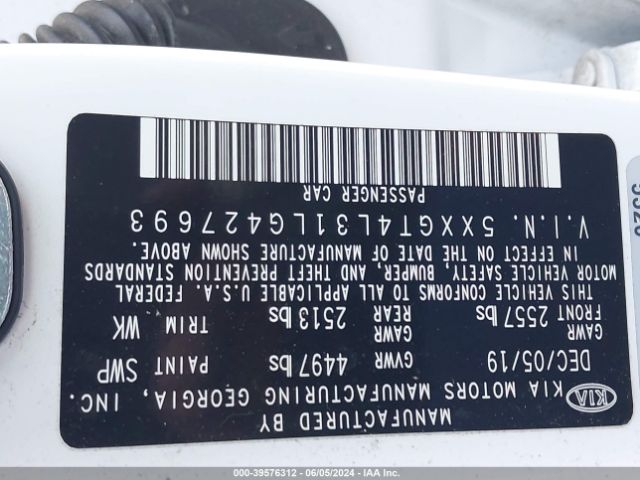 MANUFACTURED BY
KIA MOTORS MANUFACTURING GEORGIA, INC.
KIA
DEC/05/19 GVWR 4497 lbs PAINT SWP
GAWR FRONT 2557 lbs GAWR REAR 2513 lbs TRIM WK
THIS VEHICLE CONFORMS TO ALL APPLICABLE U.S.A. FEDERAL
MOTOR VEHICLE SAFETY, BUMPER, AND THEFT PREVENTION STANDARDS
IN EFFECT ON THE DATE OF MANUFACTURE SHOWN ABOVE.
V.I.N. 5XXGT4L31LG427693
PASSENGER CAR
000-39576312 - 06/05/2024 - IAA Inc.